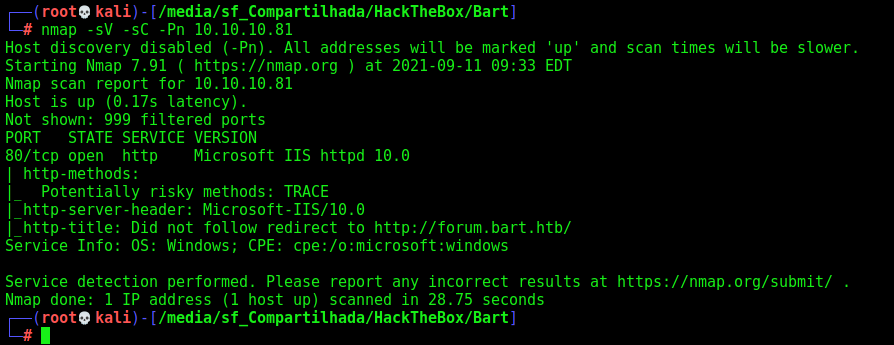 ┌──(root💀kali)-[/media/sf_Compartilhada/HackTheBox/Bart]
└─# nmap -sV -sC -Pn 10.10.10.81
Host discovery disabled (-Pn). All addresses will be marked 'up' and scan times will be slower.
Starting Nmap 7.91 ( https://nmap.org ) at 2021-09-11 09:33 EDT
Nmap scan report for 10.10.10.81
Host is up (0.17s latency).
Not shown: 999 filtered ports
PORT   STATE SERVICE VERSION
80/tcp open  http    Microsoft IIS httpd 10.0
| http-methods:
|_  Potentially risky methods: TRACE
|_http-server-header: Microsoft-IIS/10.0
|_http-title: Did not follow redirect to http://forum.bart.htb/
Service Info: OS: Windows; CPE: cpe:/o:microsoft:windows

Service detection performed. Please report any incorrect results at https://nmap.org/submit/ .
Nmap done: 1 IP address (1 host up) scanned in 28.75 seconds
┌──(root💀kali)-[/media/sf_Compartilhada/HackTheBox/Bart]
└─#